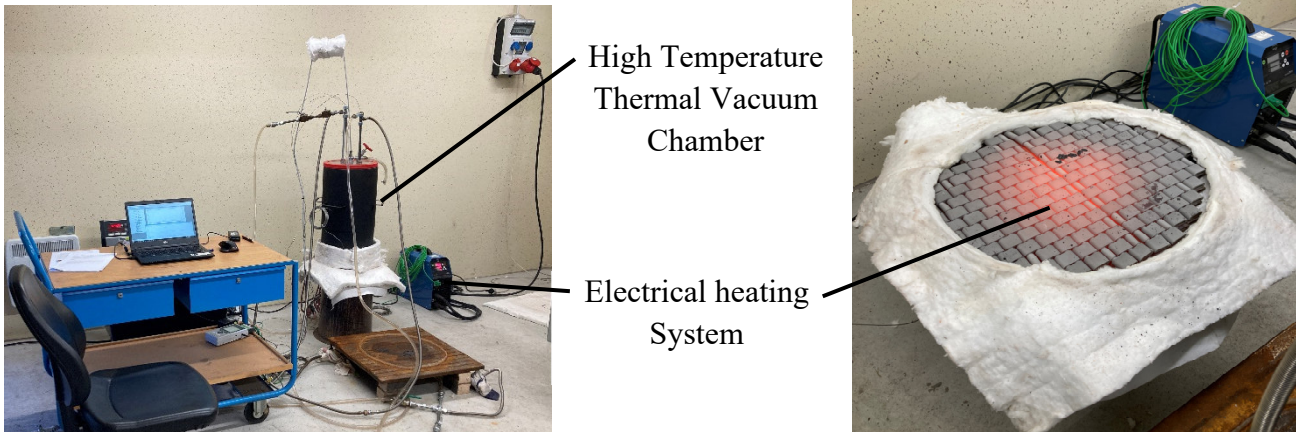 High Temperature
Thermal Vacuum
Chamber
Electrical heating
System